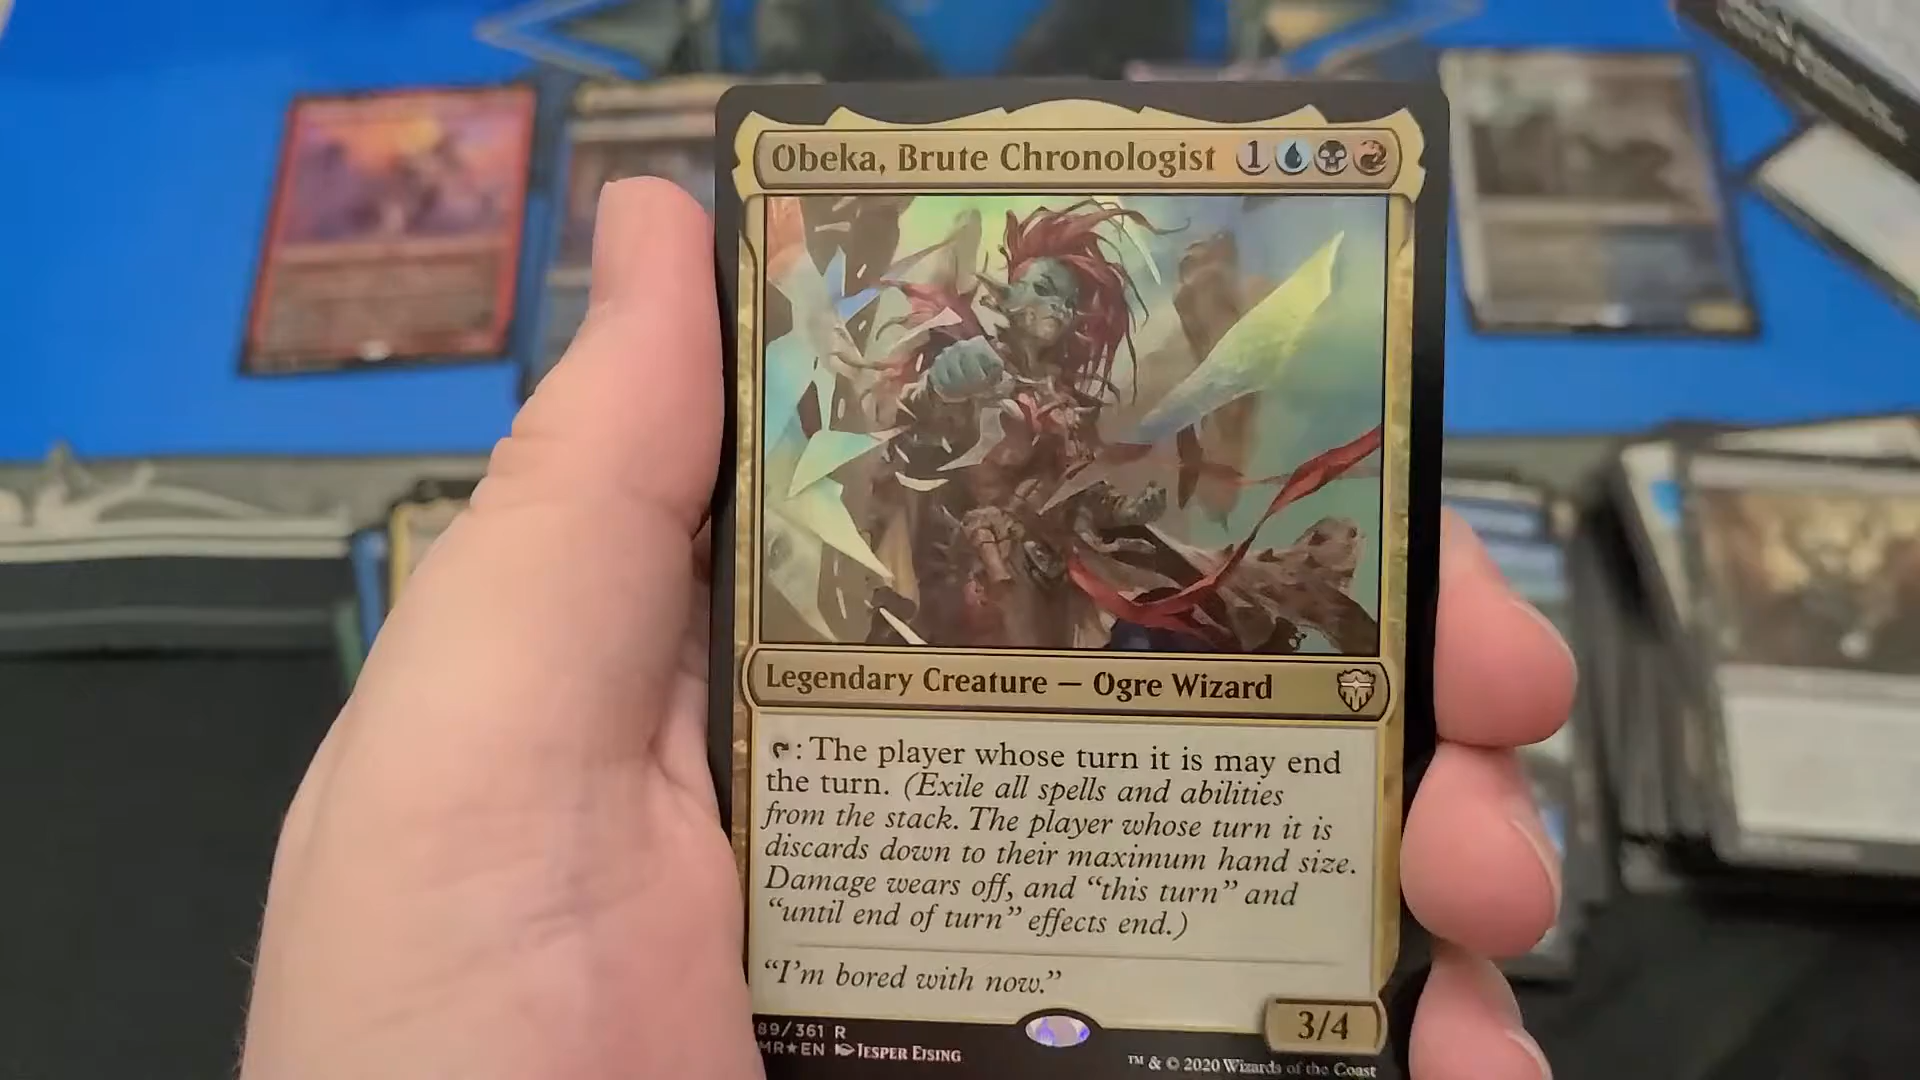 Obeka, Brute Chronologist 1
Legendary Creature — Ogre Wizard
: The player whose turn it is may end
the turn. (Exile all spells and abilities
from the stack. The player whose turn it is
discards down to their maximum hand size.
Damage wears off, and “this turn” and
“until end of turn” effects end.)
“I’m bored with now.”
3/4
89/361 R
MR★EN Jesper Ejsing
™ & © 2020 Wizards of the Coast